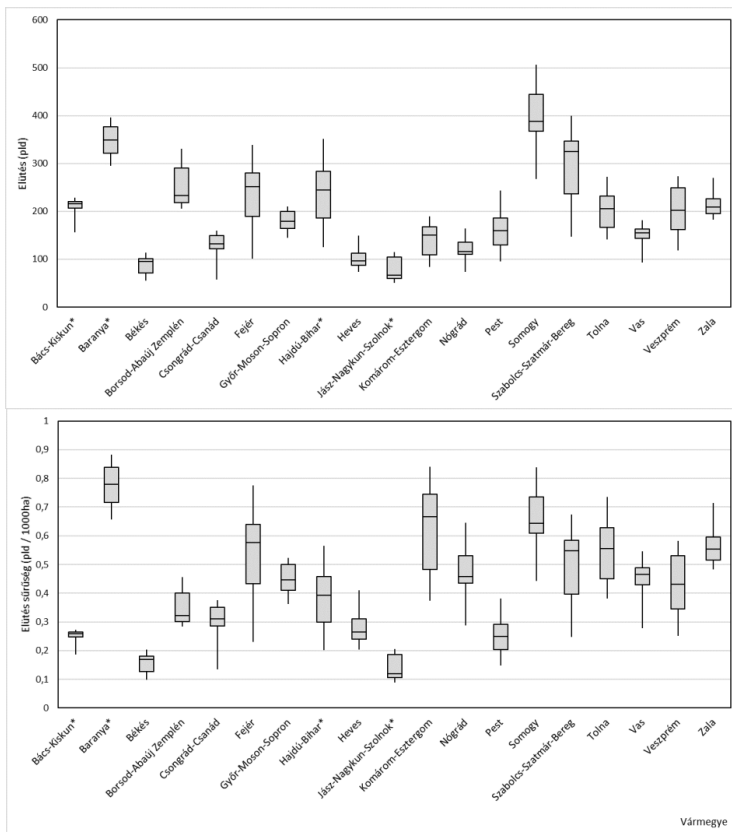 600
500
400
300
200
100
0
Elütés (pld)
Bács-Kiskun*
Baranya*
Békés
Borsod-Abaúj Zemplén
Csongrád-Csanád
Fejér
Győr-Moson-Sopron
Hajdú-Bihar*
Heves
Jász-Nagykun-Szolnok*
Komárom-Esztergom
Nógrád
Pest
Somogy
Szabolcs-Szatmár-Bereg
Tolna
Vas
Veszprém
Zala
1
0,9
0,8
0,7
0,6
0,5
0,4
0,3
0,2
0,1
0
Elütés sűrűség (pld / 1000ha)
Bács-Kiskun*
Baranya*
Békés
Borsod-Abaúj Zemplén
Csongrád-Csanád
Fejér
Győr-Moson-Sopron
Hajdú-Bihar*
Heves
Jász-Nagykun-Szolnok*
Komárom-Esztergom
Nógrád
Pest
Somogy
Szabolcs-Szatmár-Bereg
Tolna
Vas
Veszprém
Zala
Vármegye